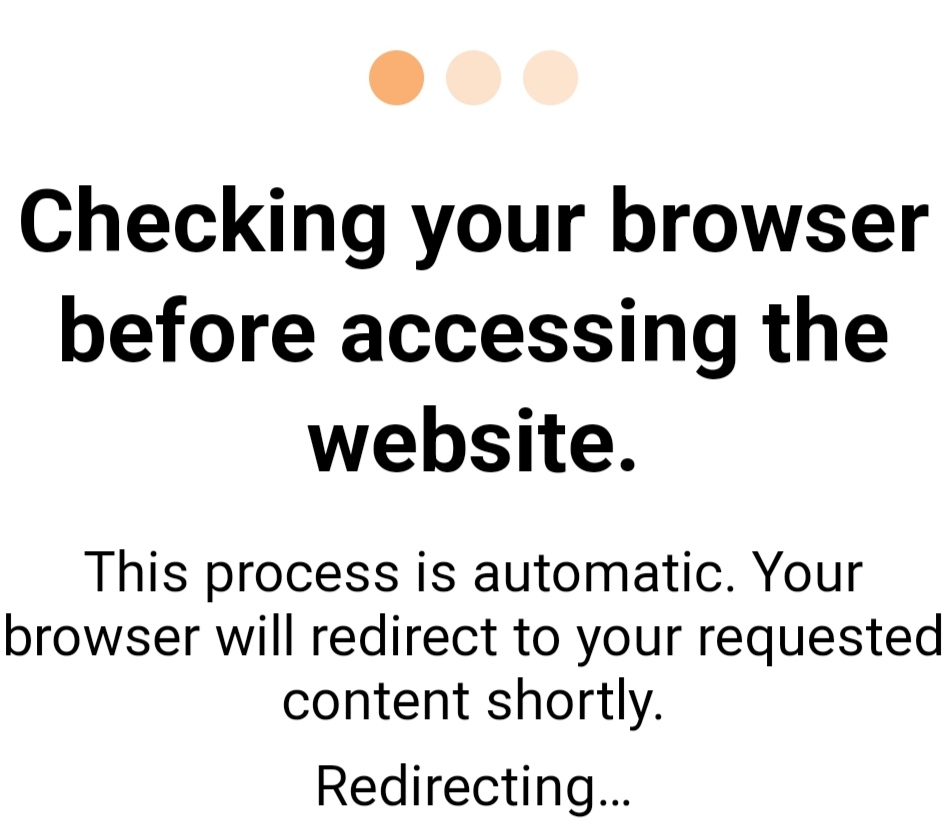 Checking your browser
before accessing the
website.
This process is automatic. Your
browser will redirect to your requested
content shortly.
Redirecting...